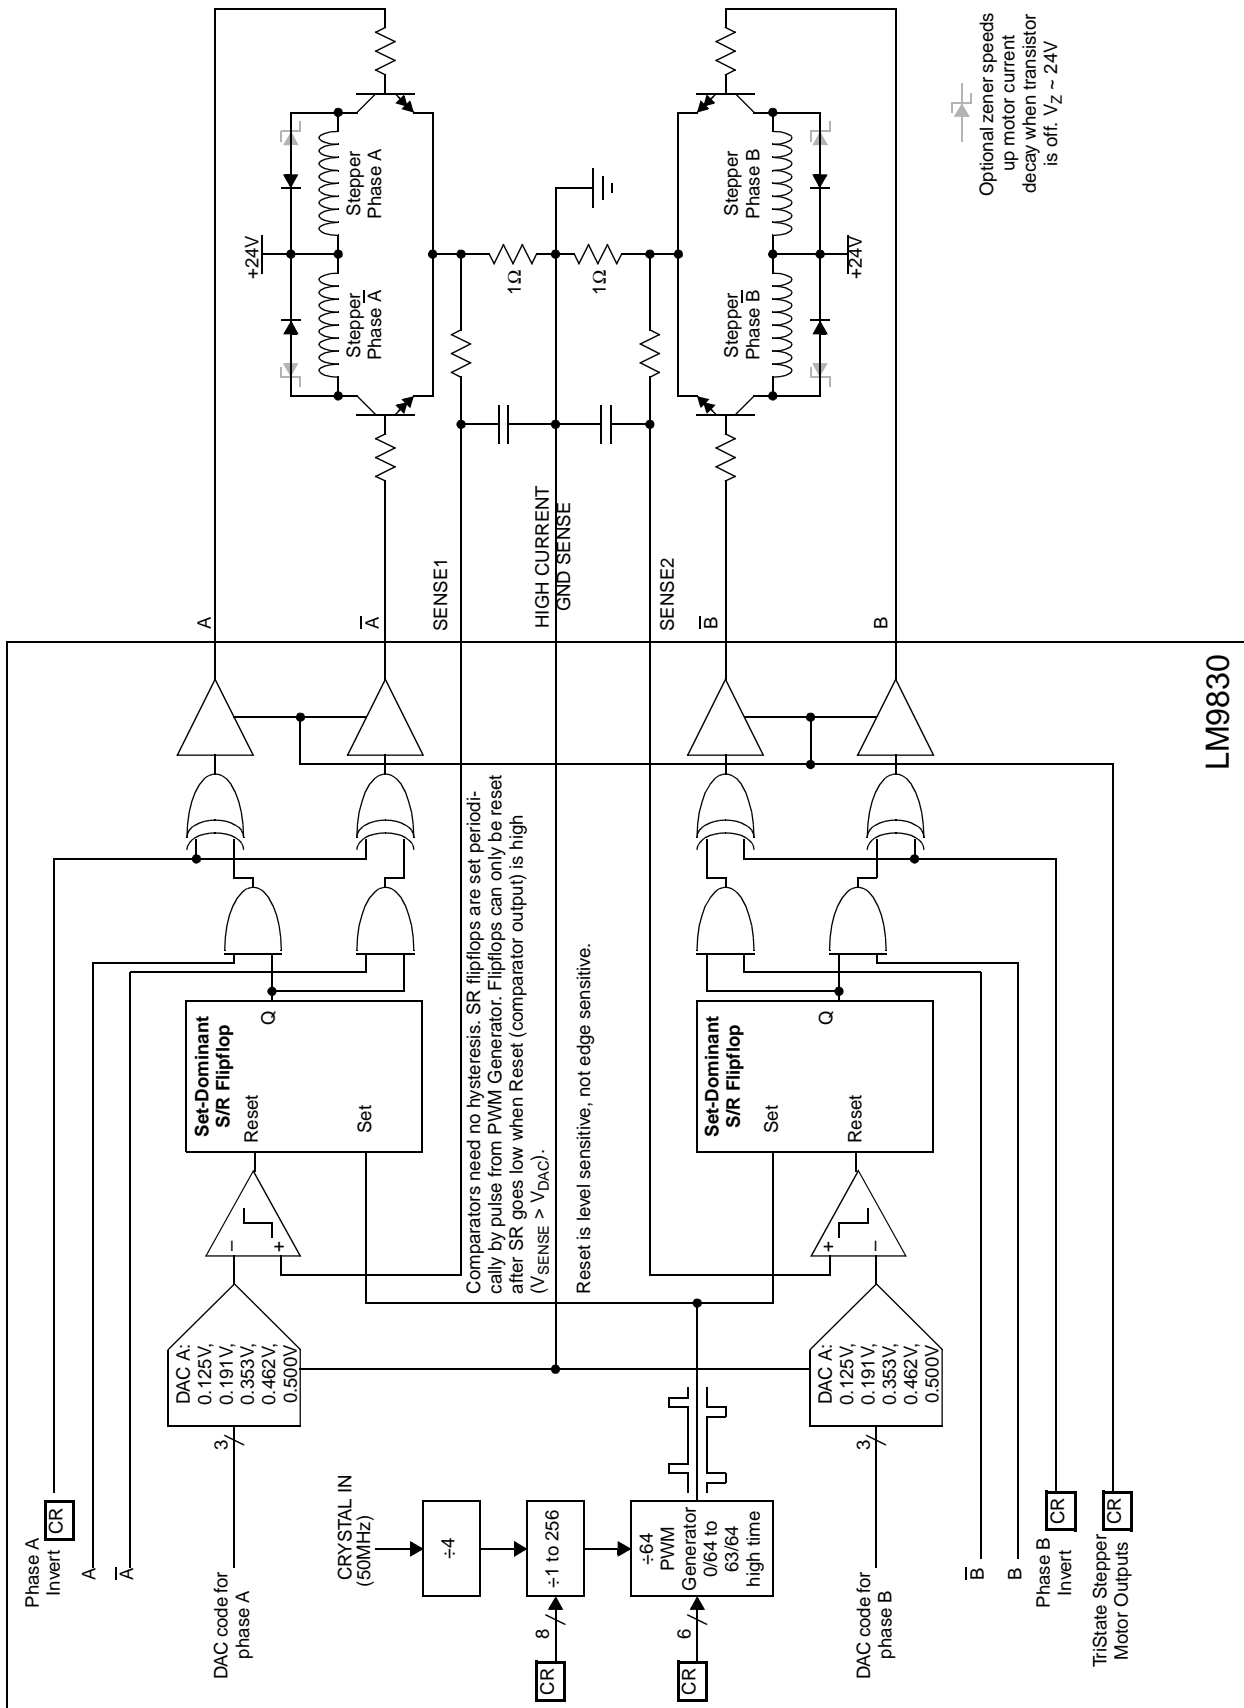 Phase A
Invert
CR
A
A
DAC code for
phase A
3
DAC A:
0.125V,
0.191V,
0.353V,
0.462V,
0.500V
–
+
Set-Dominant
S/R Flipflop
Reset
Set
Q
A
A
+24V
Stepper
Phase A
Stepper
Phase A
CRYSTAL IN
(50MHz)
÷4
÷1 to 256
8
CR
÷64
PWM
Generator
0/64 to
63/64
high time
6
CR
Comparators need no hysteresis. SR flipflops are set periodi-
cally by pulse from PWM Generator. Flipflops can only be reset
after SR goes low when Reset (comparator output) is high
(VSENSE > VDAC).
Reset is level sensitive, not edge sensitive.
SENSE1
HIGH CURRENT
GND SENSE
SENSE2
1Ω
1Ω
DAC code for
phase B
3
DAC A:
0.125V,
0.191V,
0.353V,
0.462V,
0.500V
+
–
Set-Dominant
S/R Flipflop
Set
Reset
Q
B
B
Stepper
Phase B
Stepper
Phase B
+24V
B
B
Phase B
Invert
CR
TriState Stepper
Motor Outputs
CR
LM9830
Optional zener speeds
up motor current
decay when transistor
is off. VZ ~ 24V